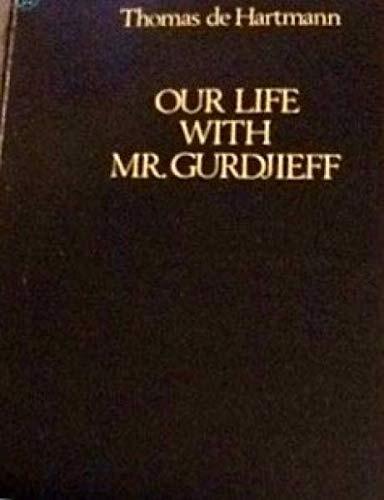 Thomas de Hartmann
OUR LIFE
WITH
MR. GURDJIEFF